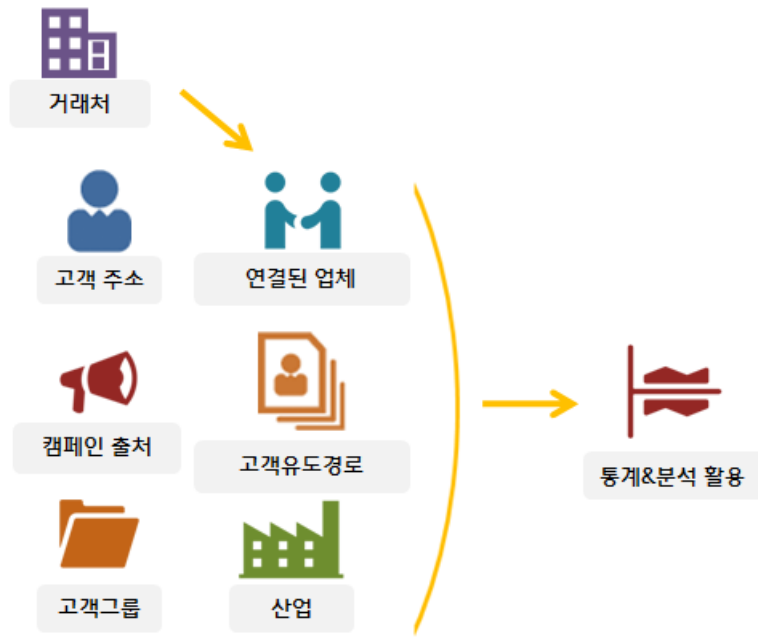 거래처
고객 주소
연결된 업체
캠페인 출처
고객유도경로
통계&분석 활용
고객그룹
산업